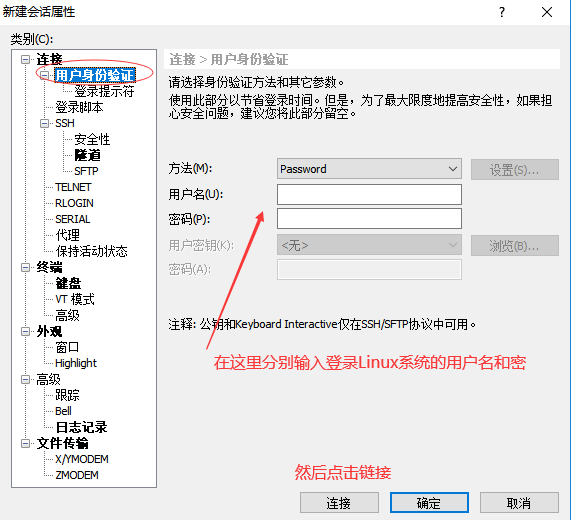 新建会话属性
类别(C):
连接
用户身份验证
登录提示符
登录脚本
SSH
安全性
隧道
SFTP
TELNET
RLOGIN
SERIAL
代理
保持活动状态
终端
键盘
VT 模式
高级
外观
窗口
Highlight
高级
跟踪
Bell
日志记录
文件传输
X/YMODEM
ZMODEM
连接 > 用户身份验证
请选择身份验证方法和其它参数。
使用此部分以节省登录时间。但是，为了最大限度地提高安全性，如果担
心安全问题，建议您将此部分留空。
方法(M): Password 设置(S)...
用户名(U):
密码(P):
用户密钥(K): <无> 浏览(B)...
密码(A):
注释: 公钥和Keyboard Interactive仅在SSH/SFTP协议中可用。
在这里分别输入登录Linux系统的用户名和密
然后点击链接
连接 确定 取消